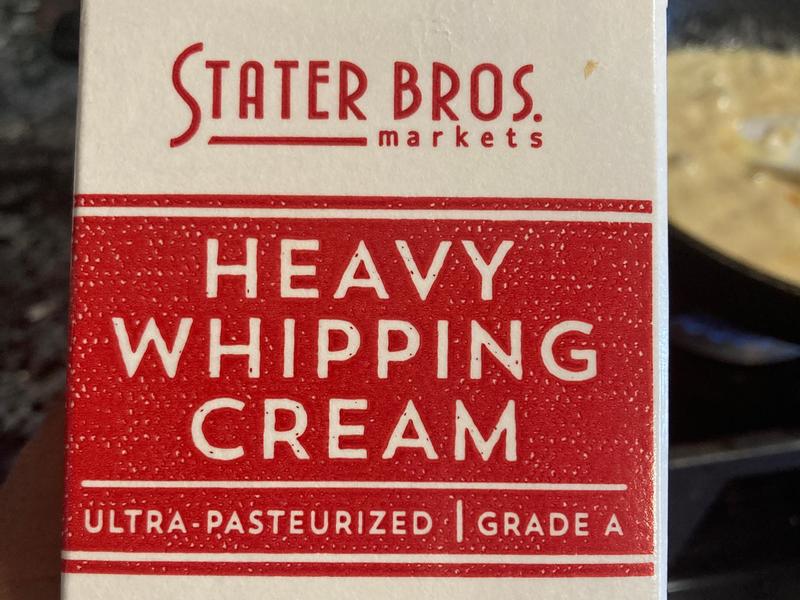 STATER BROS.
markets
HEAVY
WHIPPING
CREAM
ULTRA-PASTEURIZED | GRADE A